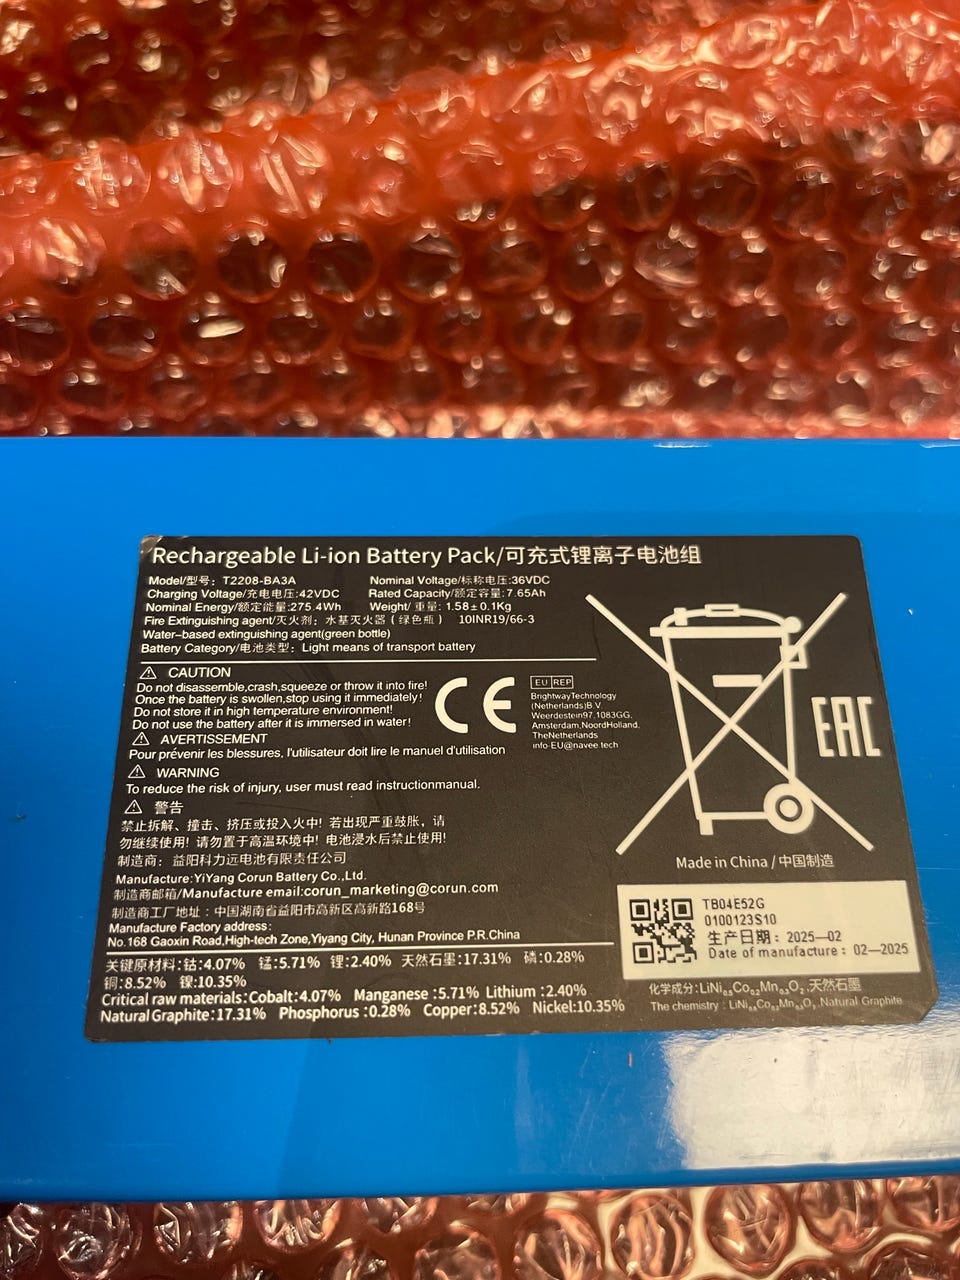 Rechargeable Li-ion Battery Pack/可充式锂离子电池组
Model/型号: T2208-BA3A
Nominal Voltage/标称电压:36VDC
Charging Voltage/充电电压:42VDC
Rated Capacity/额定容量: 7.65Ah
Nominal Energy/额定能量:275.4Wh
Weight/ 重量: 1.58±0.1Kg
Fire Extinguishing agent/灭火剂: 水基灭火器 ( 绿色瓶 ) 10INR19/66-3
Water-based extinguishing agent(green bottle)
Battery Category/电池类型: Light means of transport battery
CAUTION
Do not disassemble,crash,squeeze or throw it into fire!
Once the battery is swollen,stop using it immediately!
Do not store it in high temperature environment!
Do not use the battery after it is immersed in water!
AVERTISSEMENT
Pour prévenir les blessures, l'utilisateur doit lire le manuel d'utilisation
WARNING
To reduce the risk of injury, user must read instructionmanual.
警告
禁止拆解、撞击、挤压或投入火中! 若出现严重鼓胀，请
勿继续使用! 请勿置于高温环境中! 电池浸水后禁止使用!
制造商: 益阳科力远电池有限责任公司
Manufacture:YiYang Corun Battery Co.,Ltd.
制造商邮箱/Manufacture email:corun_marketing@corun.com
制造商工厂地址 : 中国湖南省益阳市高新区高新路168号
Manufacture Factory address:
No.168 Gaoxin Road,High-tech Zone,Yiyang City, Hunan Province P.R.China
关键原材料:钴:4.07% 锰:5.71% 锂:2.40% 天然石墨:17.31% 磷:0.28%
铜:8.52% 镍:10.35%
Critical raw materials:Cobalt:4.07% Manganese :5.71% Lithium :2.40%
Natural Graphite:17.31% Phosphorus :0.28% Copper:8.52% Nickel:10.35%
CE
EU REP
BrightwayTechnology
(Netherlands)B.V.
Weerdestein97,1083GG,
Amsterdam,NoordHolland,
TheNetherlands
info-EU@navee.tech
EAC
Made in China / 中国制造
TB04E52G
0100123S10
生产日期: 2025—02
Date of manufacture: 02—2025
化学成分:LiNi₀.₅Co₀.₂Mn₀.₃O₂,天然石墨
The chemistry : LiNi₀.₅Co₀.₂Mn₀.₃O₂, Natural Graphite